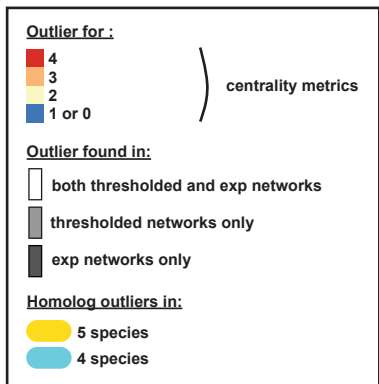 Outlier for :
4
3
2
1 or 0
centrality metrics
Outlier found in:
both thresholded and exp networks
thresholded networks only
exp networks only
Homolog outliers in:
5 species
4 species